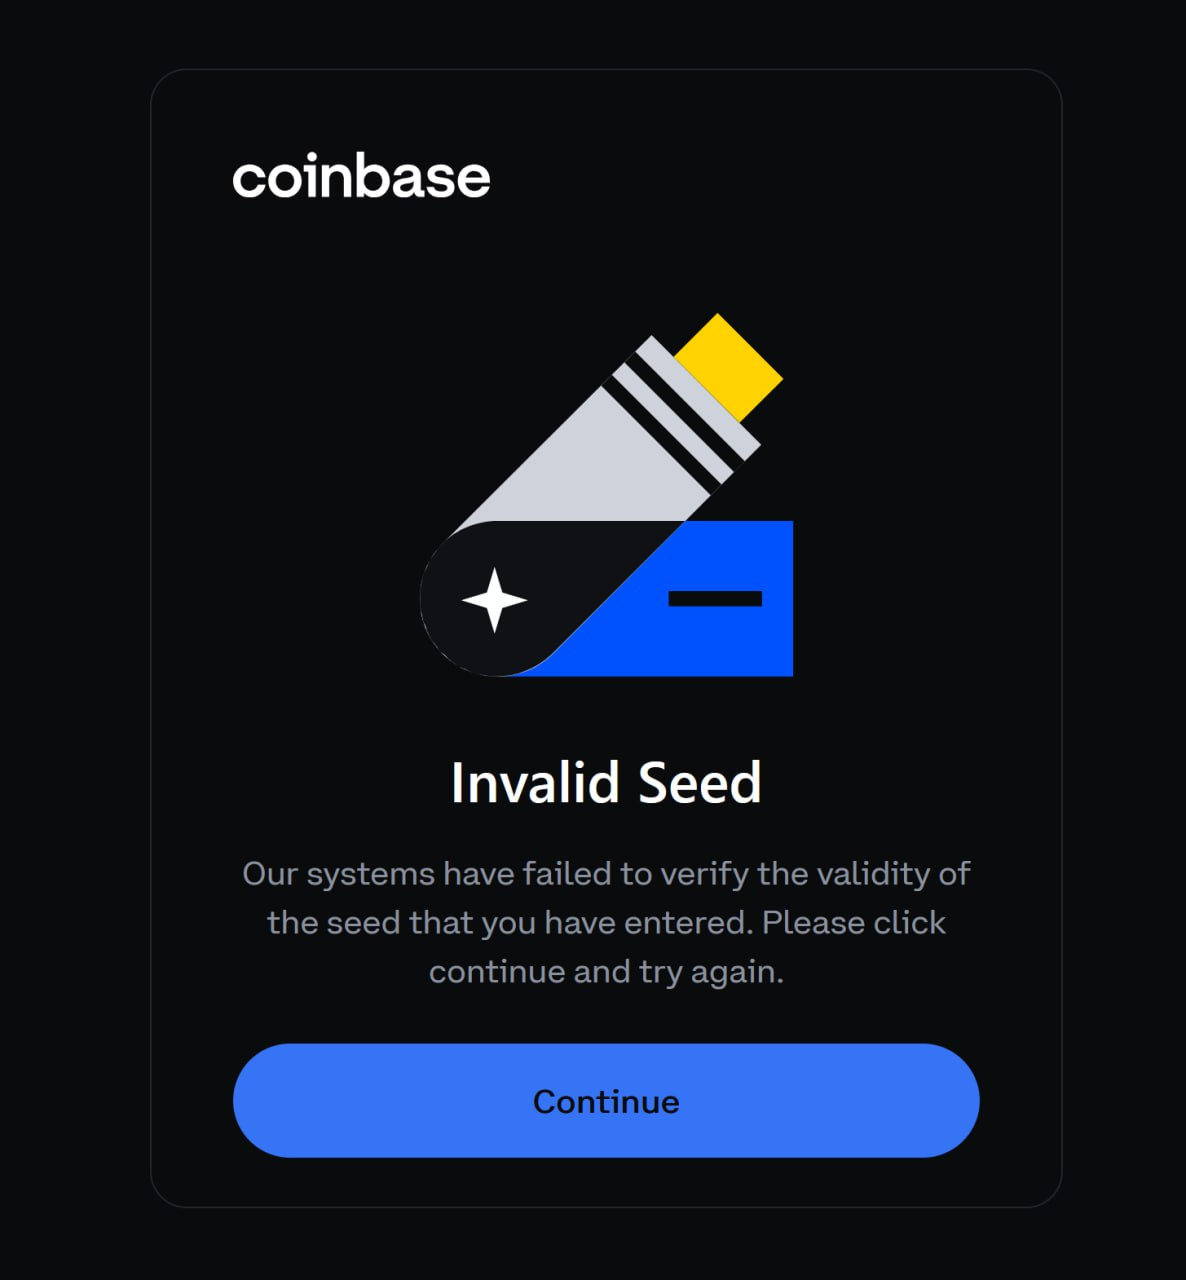 coinbase
Invalid Seed
Our systems have failed to verify the validity of
the seed that you have entered. Please click
continue and try again.
Continue